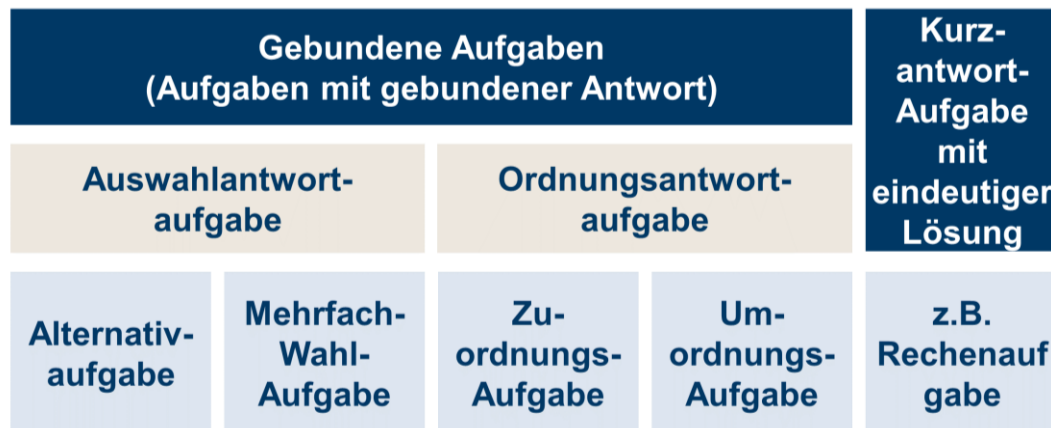 Gebundene Aufgaben
(Aufgaben mit gebundener Antwort)
Kurz-
antwort-
Aufgabe
mit
eindeutiger
Lösung
Auswahlantwort-
aufgabe
Ordnungsantwort-
aufgabe
Alternativ-
aufgabe
Mehrfach-
Wahl-
Aufgabe
Zu-
ordnungs-
Aufgabe
Um-
ordnungs-
Aufgabe
z.B.
Rechenauf
gabe